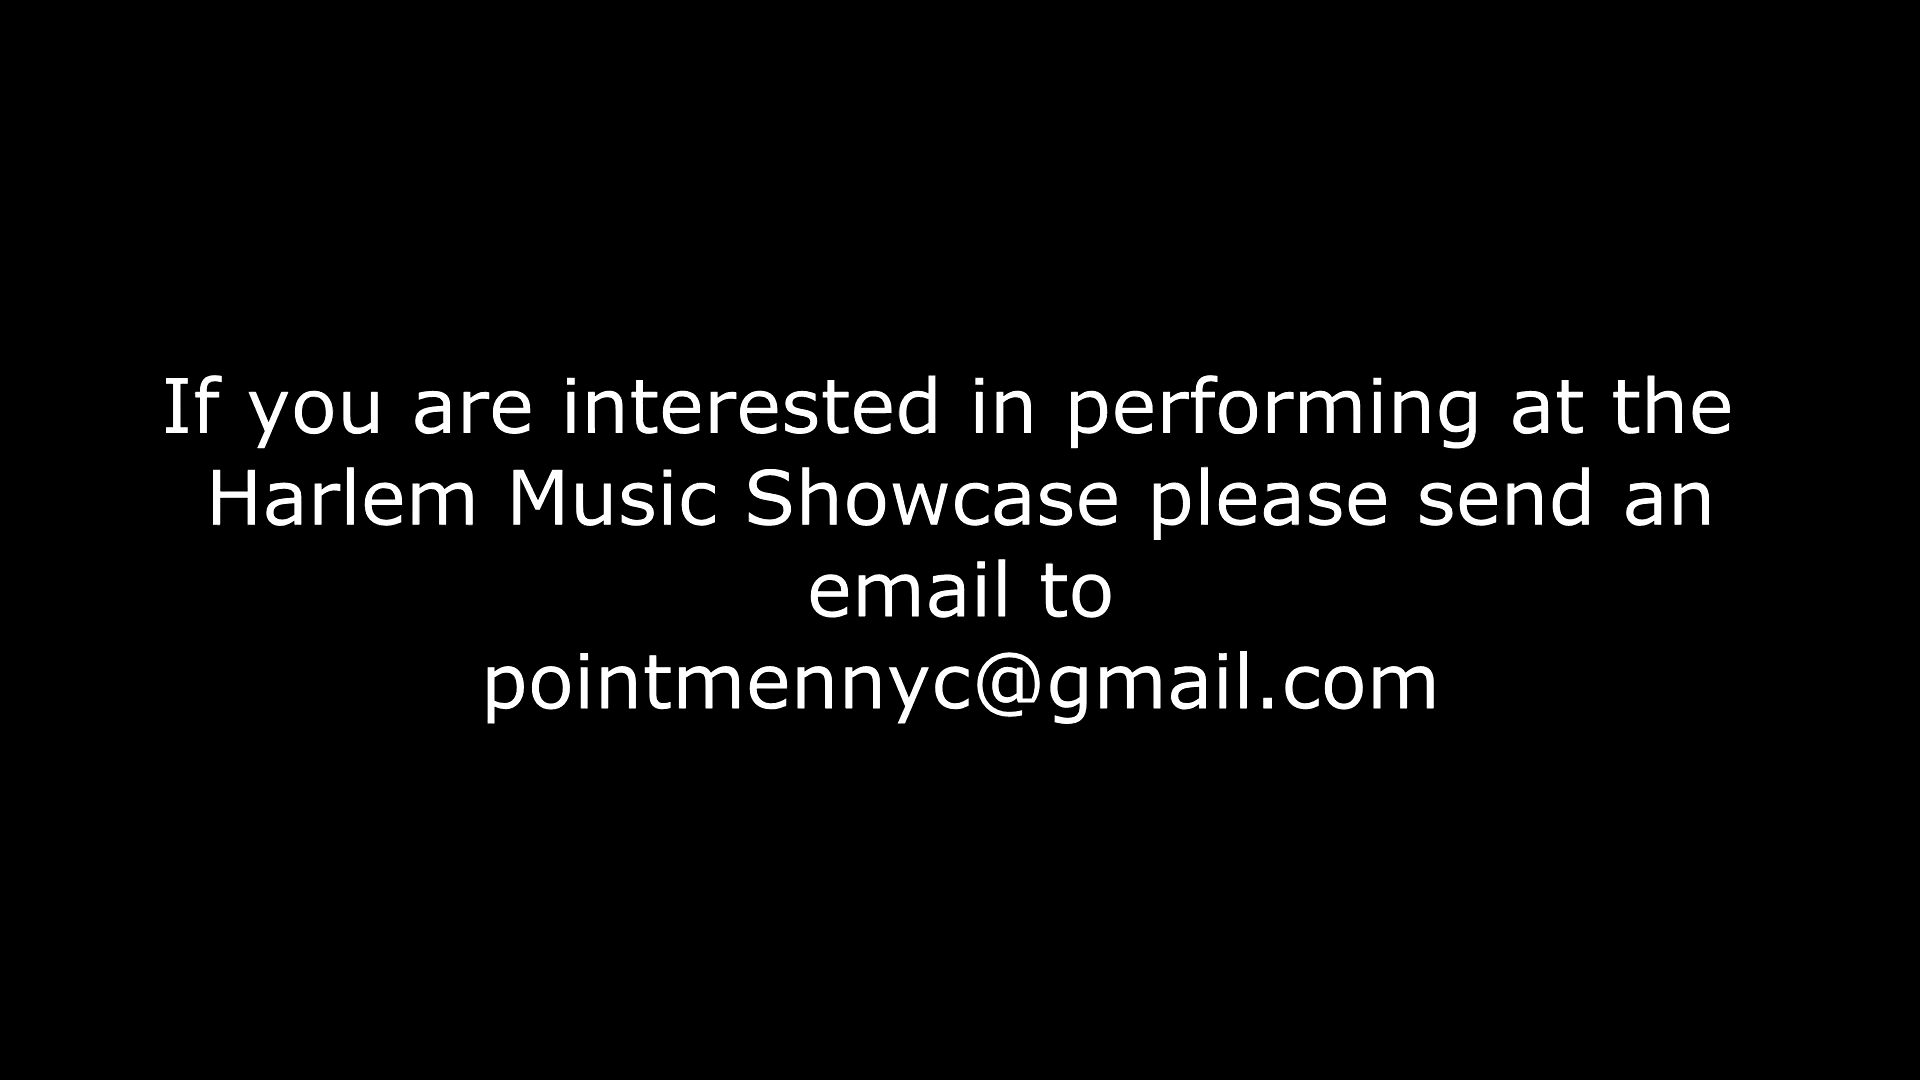 If you are interested in performing at the
Harlem Music Showcase please send an
email to
pointmennyc@gmail.com